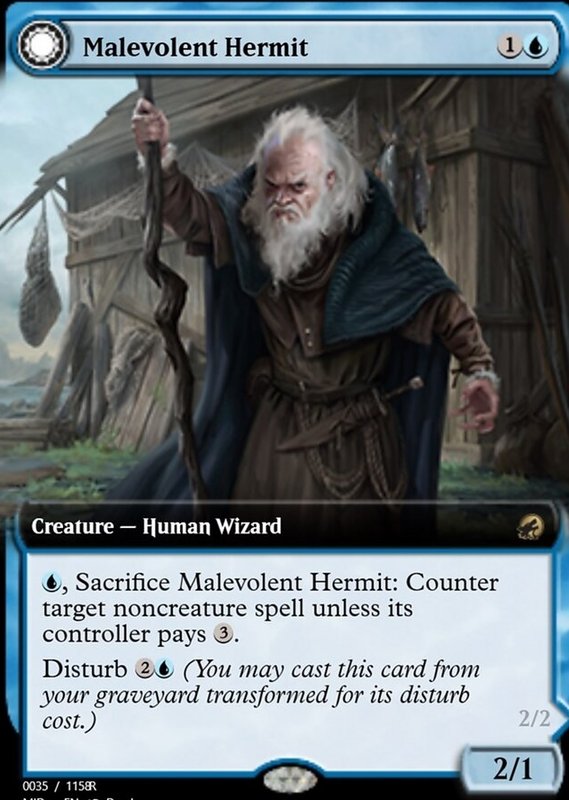 Malevolent Hermit 1
Creature — Human Wizard
, Sacrifice Malevolent Hermit: Counter
target noncreature spell unless its
controller pays 3.
Disturb 2 (You may cast this card from
your graveyard transformed for its disturb
cost.)
2/2
2/1
0035 / 1158R